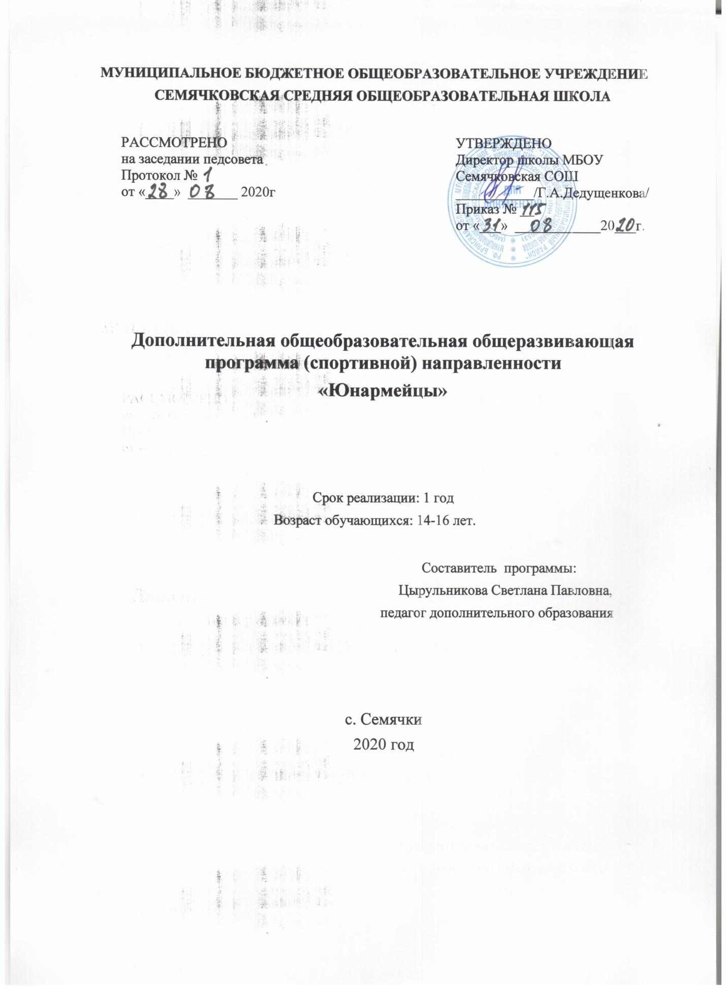 МУНИЦИПАЛЬНОЕ БЮДЖЕТНОЕ ОБЩЕОБРАЗОВАТЕЛЬНОЕ УЧРЕЖДЕНИЕ
СЕМЯЧКОВСКАЯ СРЕДНЯЯ ОБЩЕОБРАЗОВАТЕЛЬНАЯ ШКОЛА
РАССМОТРЕНО
на заседании педсовета
Протокол № 1
от «28» 08 2020г
УТВЕРЖДЕНО
Директор школы МБОУ
Семячковская СОШ
/Г.А.Дедущенкова/
Приказ № 115
от «31» 08 2020г.
ДЛЯ
ДОКУМЕНТОВ
Дополнительная общеобразовательная общеразвивающая
программа (спортивной) направленности
«Юнармейцы»
Срок реализации: 1 год
Возраст обучающихся: 14-16 лет.
Составитель программы:
Цырульникова Светлана Павловна,
педагог дополнительного образования
с. Семячки
2020 год